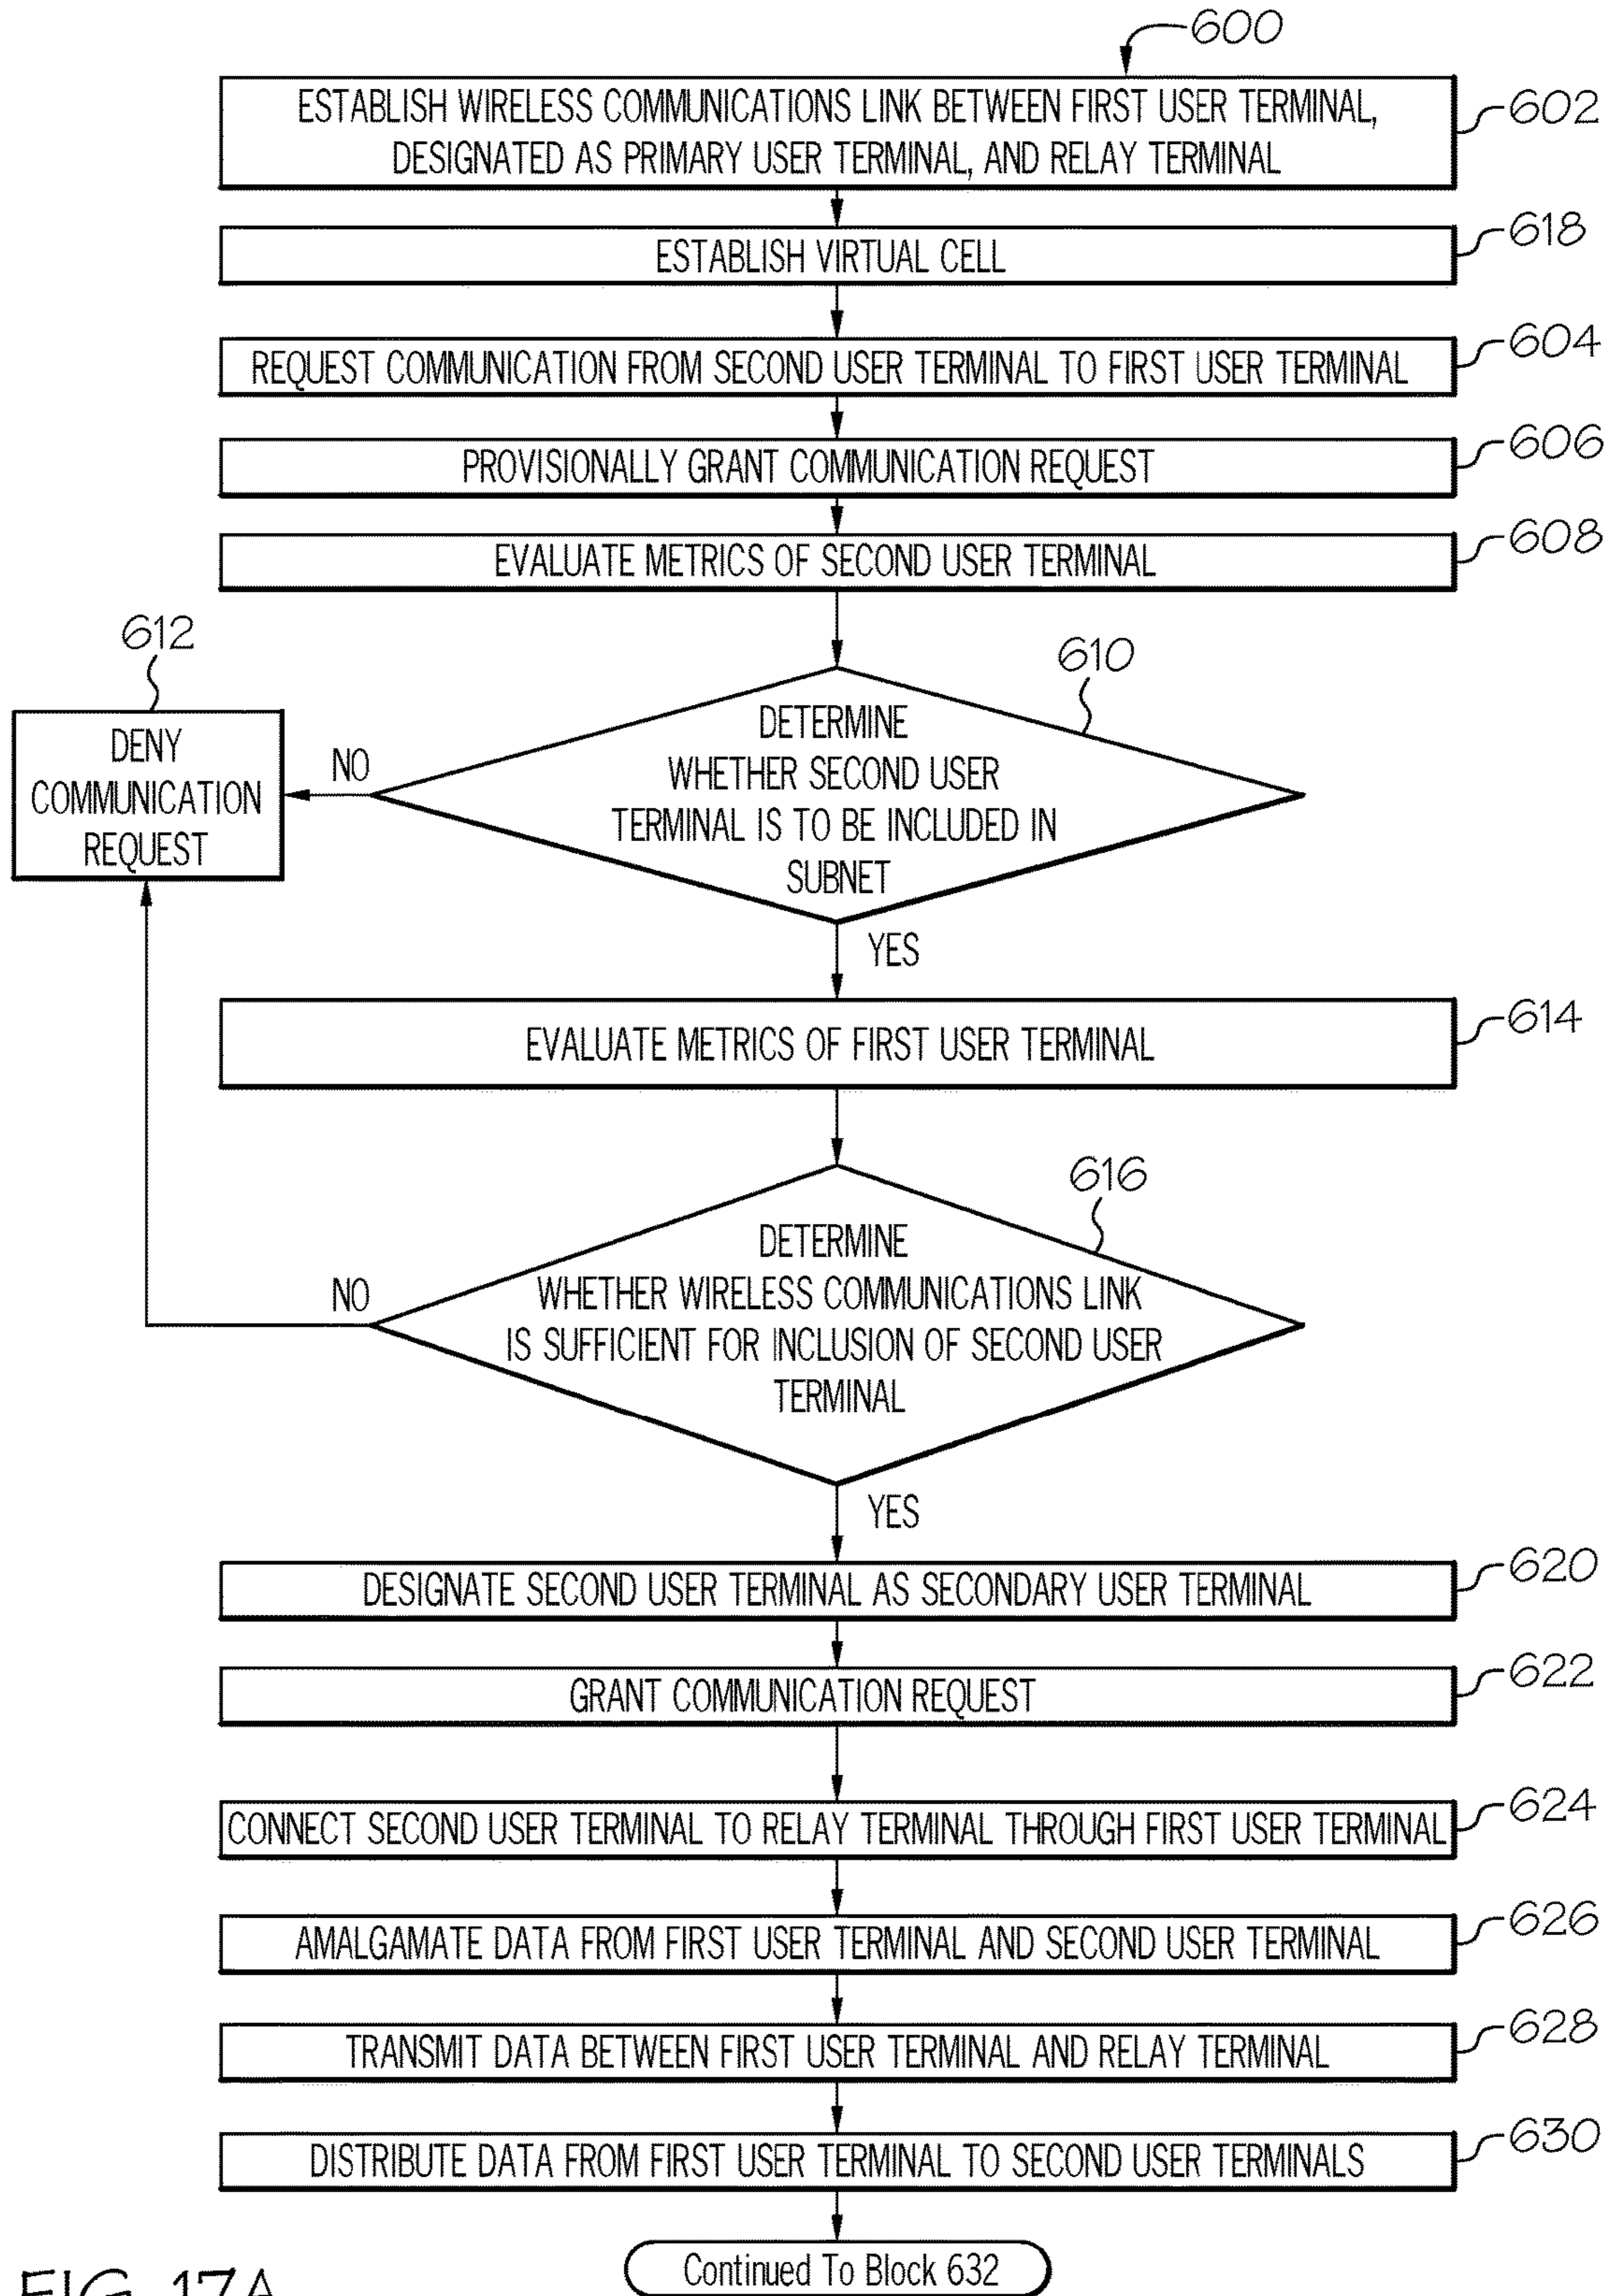 600
ESTABLISH WIRELESS COMMUNICATIONS LINK BETWEEN FIRST USER TERMINAL,
DESIGNATED AS PRIMARY USER TERMINAL, AND RELAY TERMINAL
602
ESTABLISH VIRTUAL CELL
618
REQUEST COMMUNICATION FROM SECOND USER TERMINAL TO FIRST USER TERMINAL
604
PROVISIONALLY GRANT COMMUNICATION REQUEST
606
EVALUATE METRICS OF SECOND USER TERMINAL
608
612
DENY
COMMUNICATION
REQUEST
NO
610
DETERMINE
WHETHER SECOND USER
TERMINAL IS TO BE INCLUDED IN
SUBNET
YES
EVALUATE METRICS OF FIRST USER TERMINAL
614
616
DETERMINE
WHETHER WIRELESS COMMUNICATIONS LINK
IS SUFFICIENT FOR INCLUSION OF SECOND USER
TERMINAL
NO
YES
DESIGNATE SECOND USER TERMINAL AS SECONDARY USER TERMINAL
620
GRANT COMMUNICATION REQUEST
622
CONNECT SECOND USER TERMINAL TO RELAY TERMINAL THROUGH FIRST USER TERMINAL
624
AMALGAMATE DATA FROM FIRST USER TERMINAL AND SECOND USER TERMINAL
626
TRANSMIT DATA BETWEEN FIRST USER TERMINAL AND RELAY TERMINAL
628
DISTRIBUTE DATA FROM FIRST USER TERMINAL TO SECOND USER TERMINALS
630
Continued To Block 632
FIG. 17A